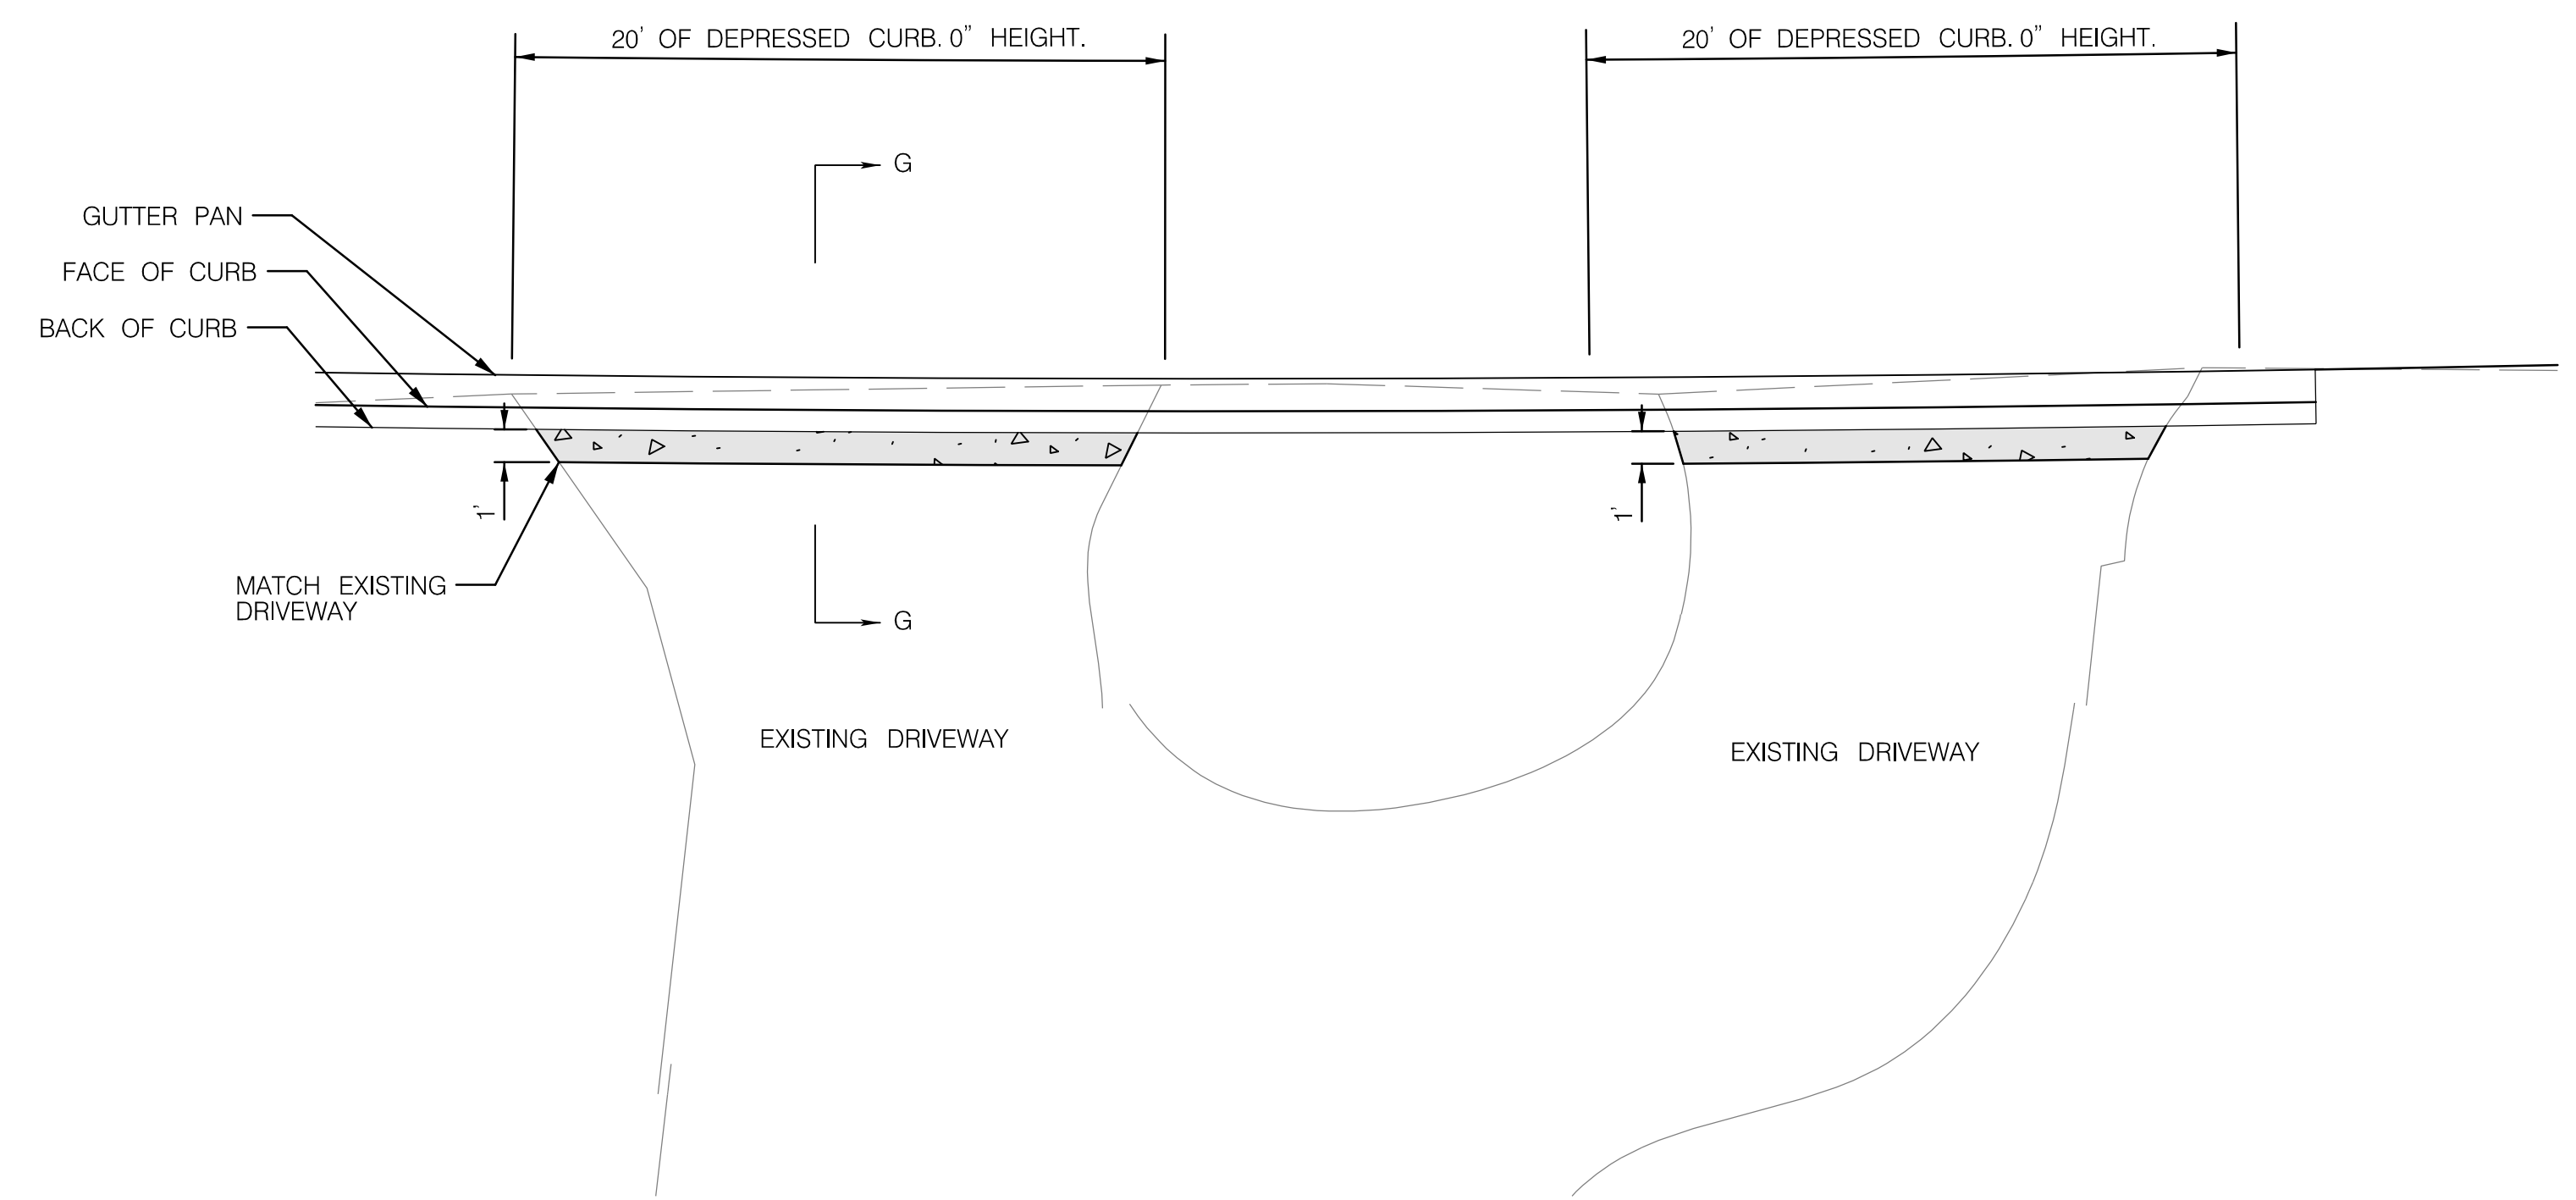 20' OF DEPRESSED CURB. 0" HEIGHT.
20' OF DEPRESSED CURB. 0" HEIGHT.
G
GUTTER PAN
FACE OF CURB
BACK OF CURB
1'
1'
MATCH EXISTING
DRIVEWAY
G
EXISTING DRIVEWAY
EXISTING DRIVEWAY